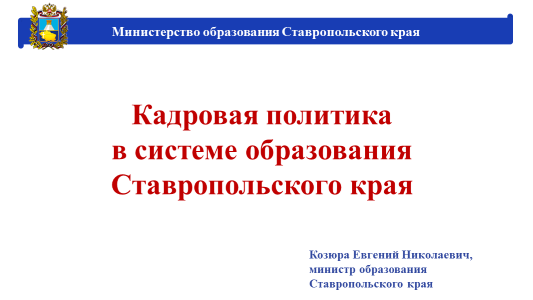 Министерство образования Ставропольского края
Кадровая политика
в системе образования
Ставропольского края
Козюра Евгений Николаевич,
министр образования
Ставропольского края